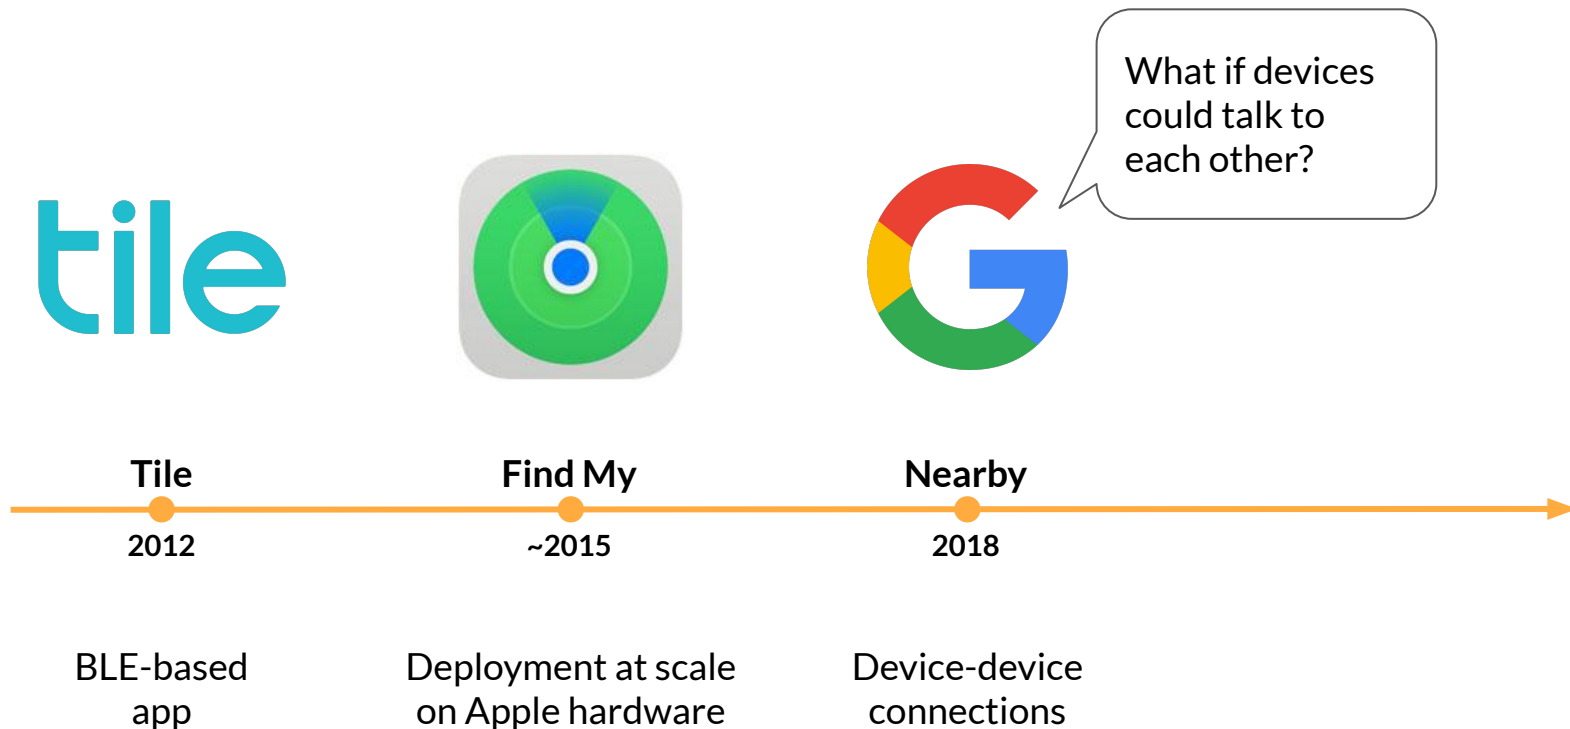 What if devices
could talk to
each other?
tile
Tile
Find My
Nearby
2012
~2015
2018
BLE-based
app
Deployment at scale
on Apple hardware
Device-device
connections